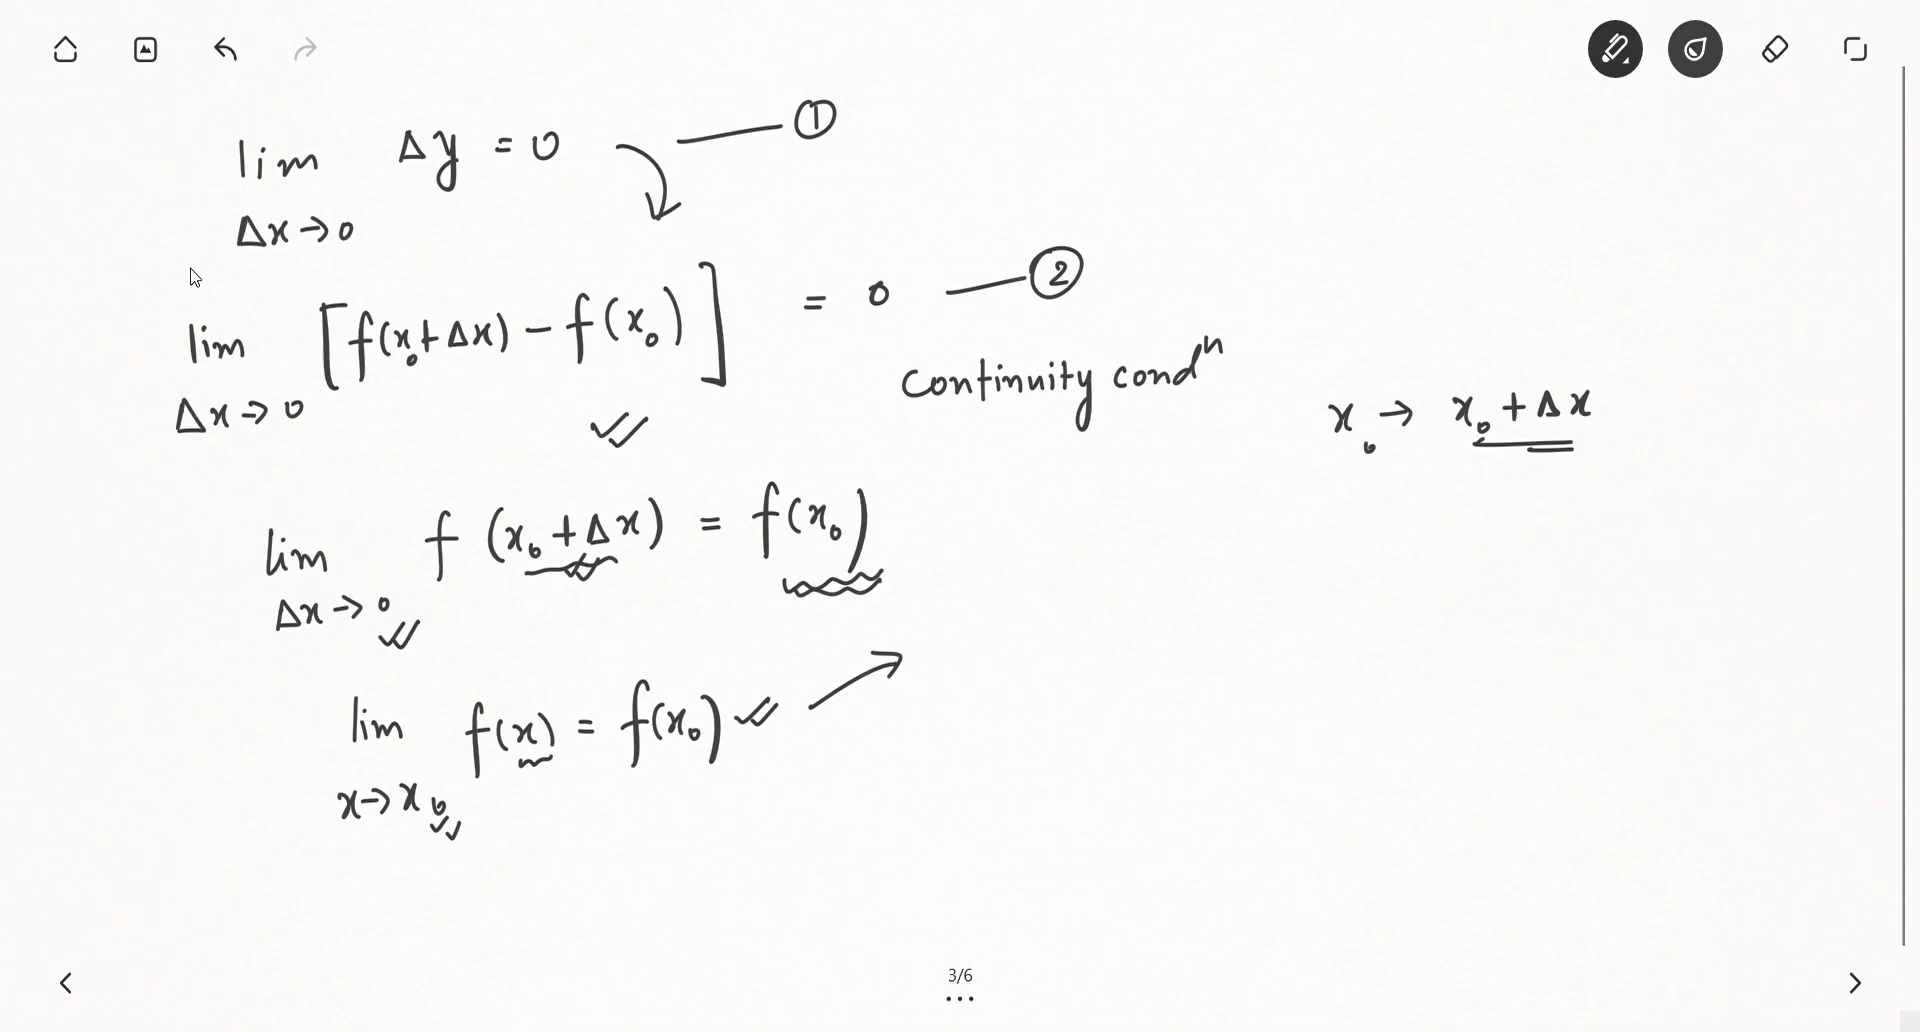 lim Δy = 0 — ①
Δx → 0
lim [f(x₀+Δx) − f(x₀)] = 0 — ②
Δx → 0
Continuity condⁿ
x₀ → x₀ + Δx
lim f (x₀ + Δx) = f(x₀)
Δx → 0
lim f(x) = f(x₀)
x → x₀
3/6